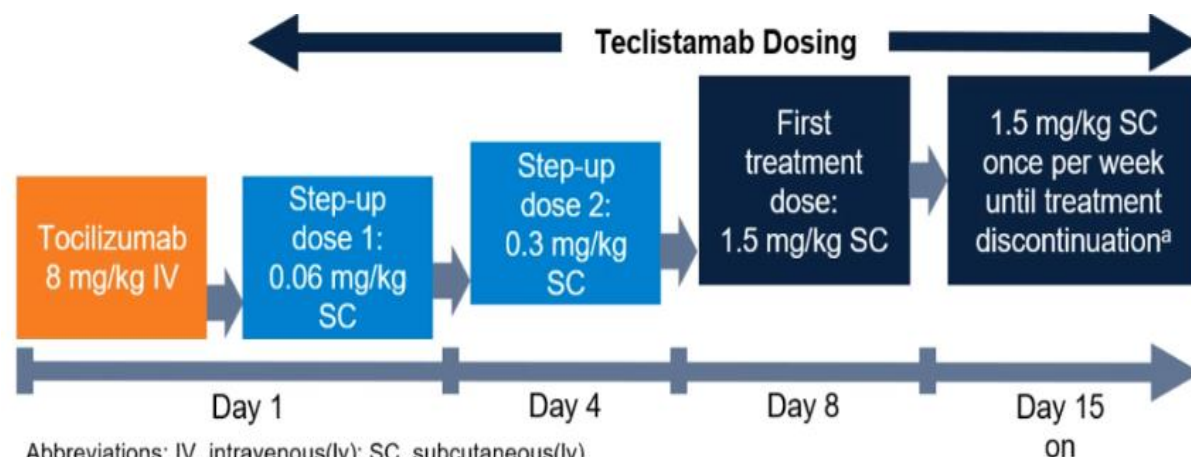 Teclistamab Dosing
Tocilizumab
8 mg/kg IV
Step-up
dose 1:
0.06 mg/kg
SC
Step-up
dose 2:
0.3 mg/kg
SC
First
treatment
dose:
1.5 mg/kg SC
1.5 mg/kg SC
once per week
until treatment
discontinuationᵃ
Day 1
Day 4
Day 8
Day 15
on
Abbreviations: IV, intravenous(ly); SC, subcutaneous(ly)